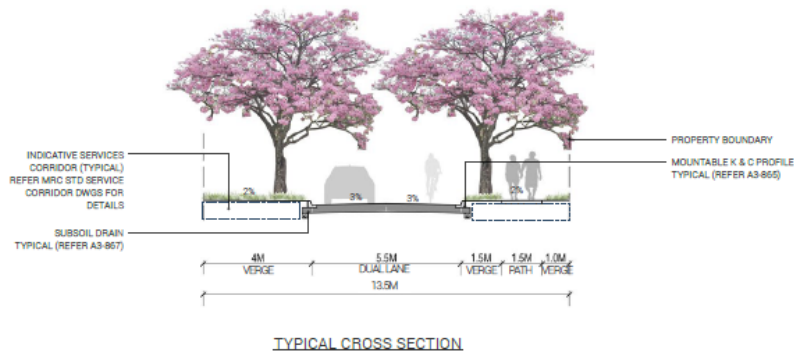 INDICATIVE SERVICES
CORRIDOR (TYPICAL)
REFER MRC STD SERVICE
CORRIDOR DWGS FOR
DETAILS
SUBSOIL DRAIN
TYPICAL (REFER A3-867)
PROPERTY BOUNDARY
MOUNTABLE K & C PROFILE
TYPICAL (REFER A3-865)
2%
3%
3%
2%
4M
5.5M
1.5M
1.5M
1.0M
VERGE
DUAL LANE
VERGE
PATH
VERGE
13.5M
TYPICAL CROSS SECTION